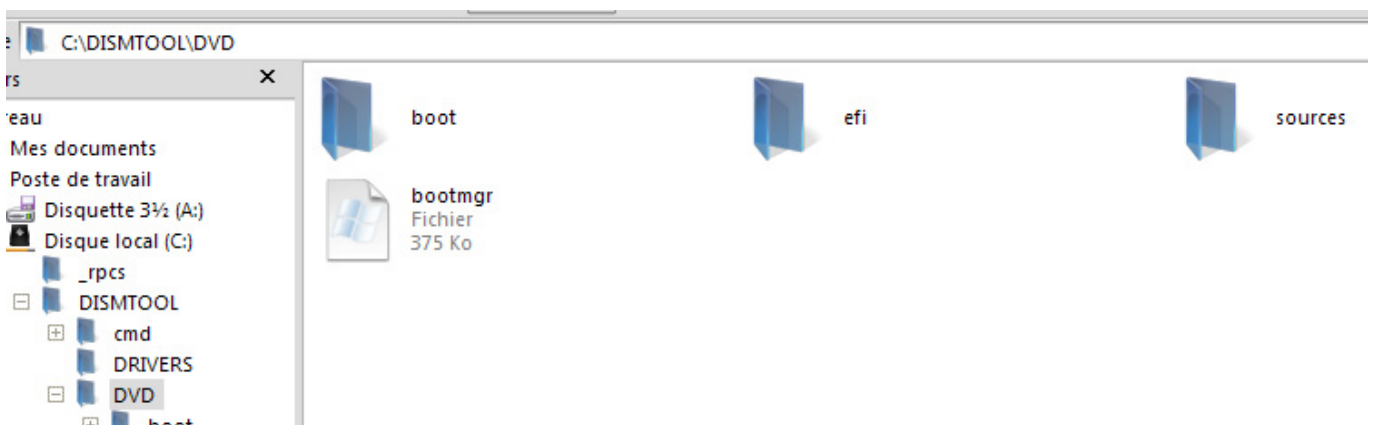 C:\DISMTOOL\DVD
boot
efi
sources
Mes documents
Poste de travail
Disquette 3½ (A:)
Disque local (C:)
_rpcs
DISMTOOL
cmd
DRIVERS
DVD
bootmgr
Fichier
375 Ko